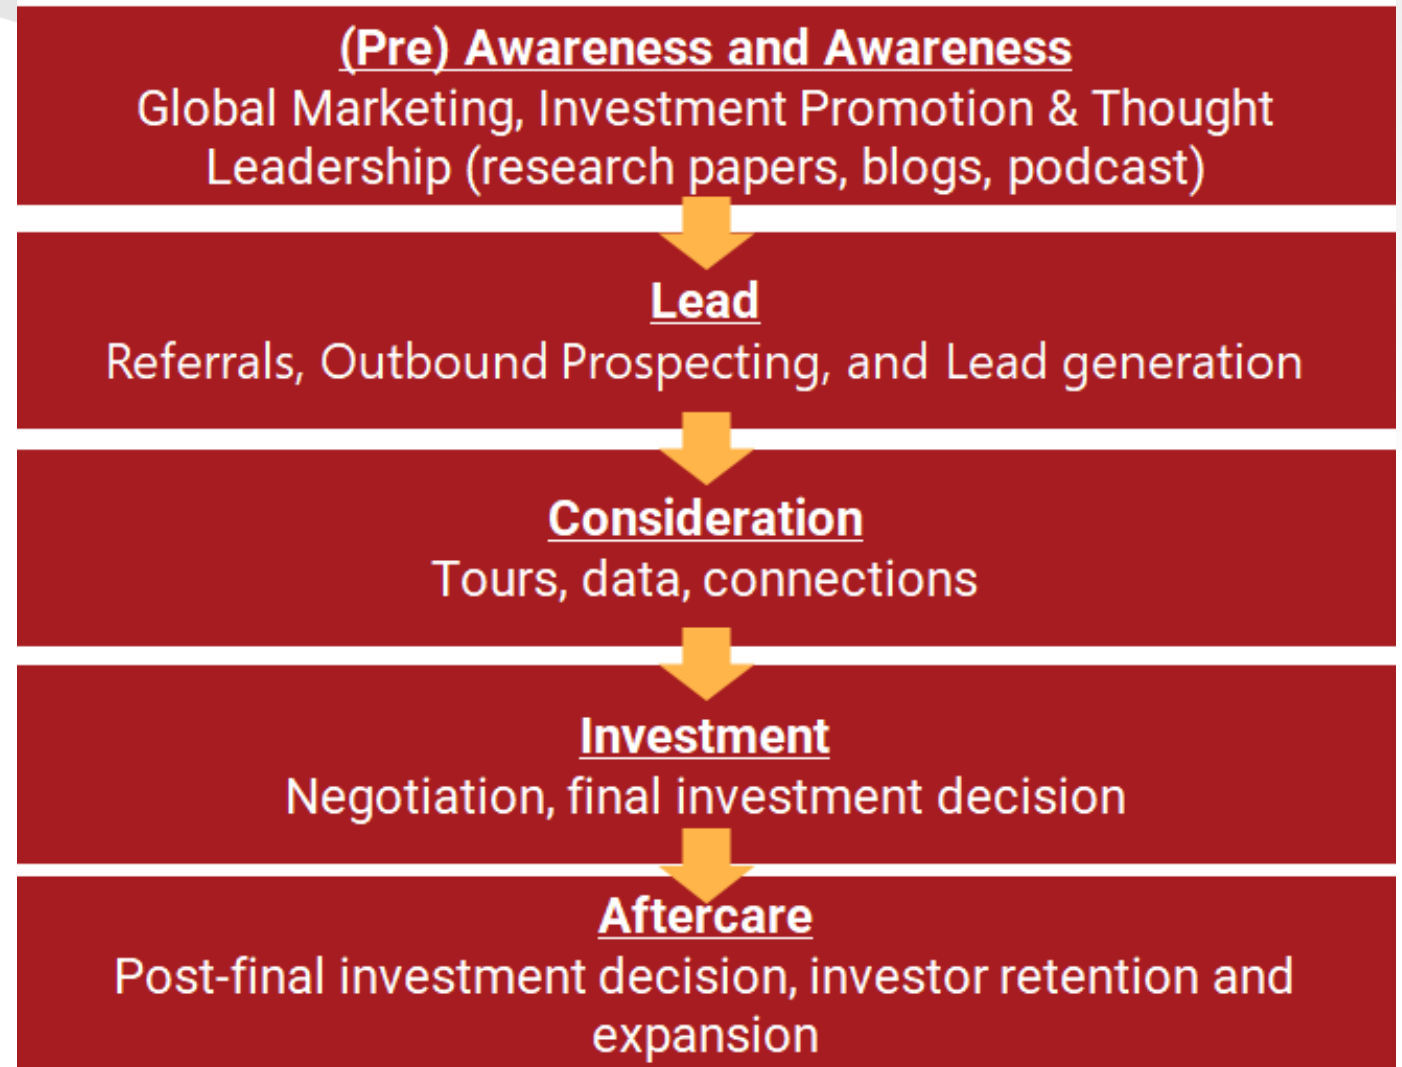 (Pre) Awareness and Awareness
Global Marketing, Investment Promotion & Thought
Leadership (research papers, blogs, podcast)
Lead
Referrals, Outbound Prospecting, and Lead generation
Consideration
Tours, data, connections
Investment
Negotiation, final investment decision
Aftercare
Post-final investment decision, investor retention and
expansion